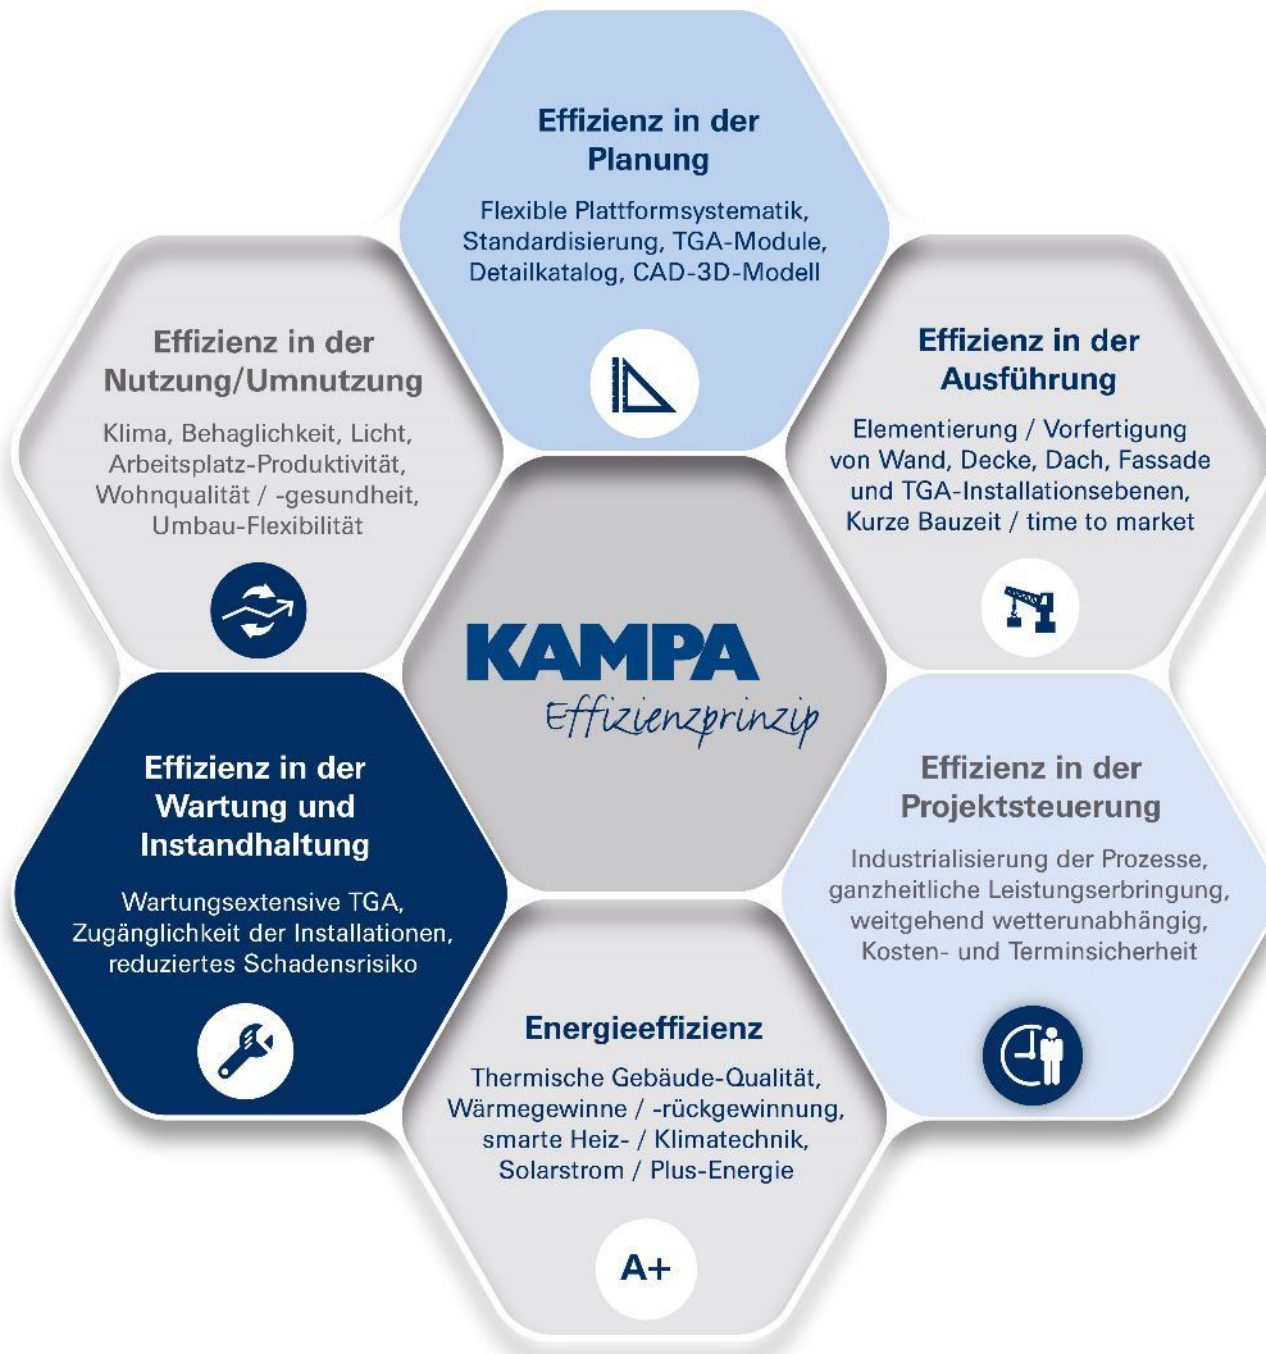 Effizienz in der
Planung
Flexible Plattformsystematik,
Standardisierung, TGA-Module,
Detailkatalog, CAD-3D-Modell
Effizienz in der
Nutzung/Umnutzung
Klima, Behaglichkeit, Licht,
Arbeitsplatz-Produktivität,
Wohnqualität / -gesundheit,
Umbau-Flexibilität
Effizienz in der
Ausführung
Elementierung / Vorfertigung
von Wand, Decke, Dach, Fassade
und TGA-Installationsebenen,
Kurze Bauzeit / time to market
KAMPA
Effizienzprinzip
Effizienz in der
Wartung und
Instandhaltung
Wartungsextensive TGA,
Zugänglichkeit der Installationen,
reduziertes Schadensrisiko
Effizienz in der
Projektsteuerung
Industrialisierung der Prozesse,
ganzheitliche Leistungserbringung,
weitgehend wetterunabhängig,
Kosten- und Terminsicherheit
Energieeffizienz
Thermische Gebäude-Qualität,
Wärmegewinne / -rückgewinnung,
smarte Heiz- / Klimatechnik,
Solarstrom / Plus-Energie
A+